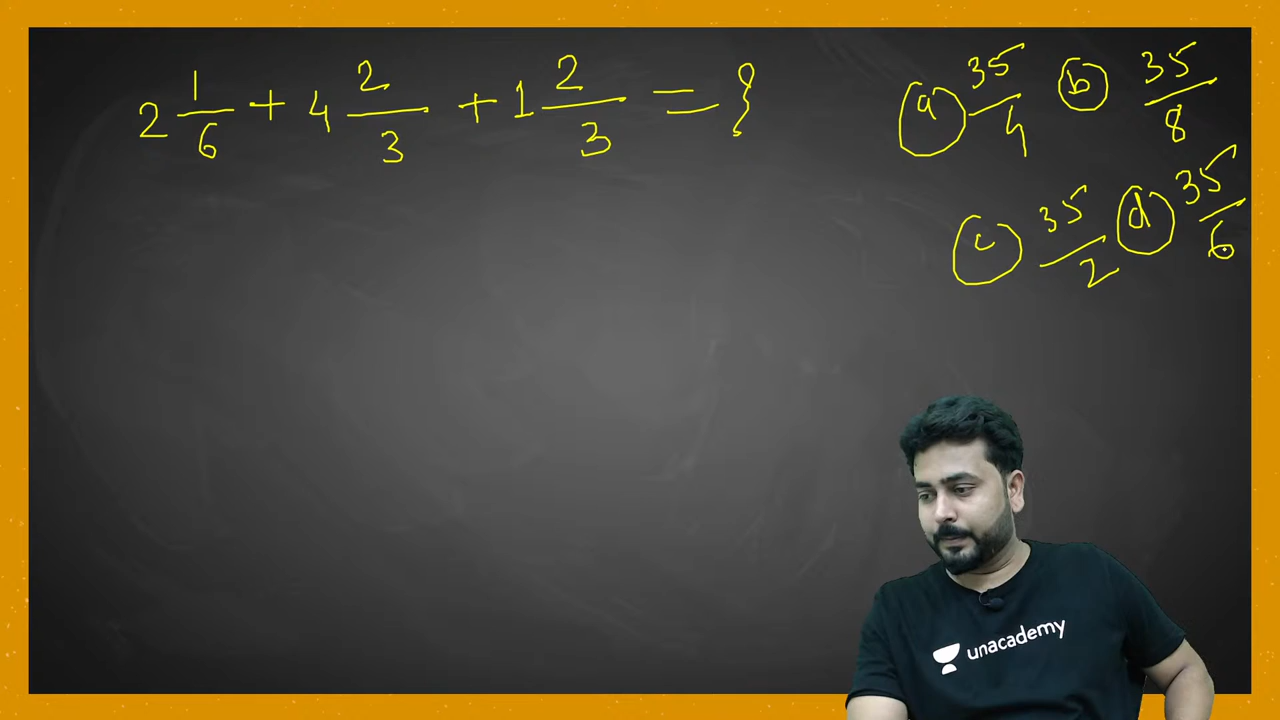 2 1/6 + 4 2/3 + 1 2/3 = ?
(a) 35/4 (b) 35/8
(c) 35/2 (d) 35/6
unacademy